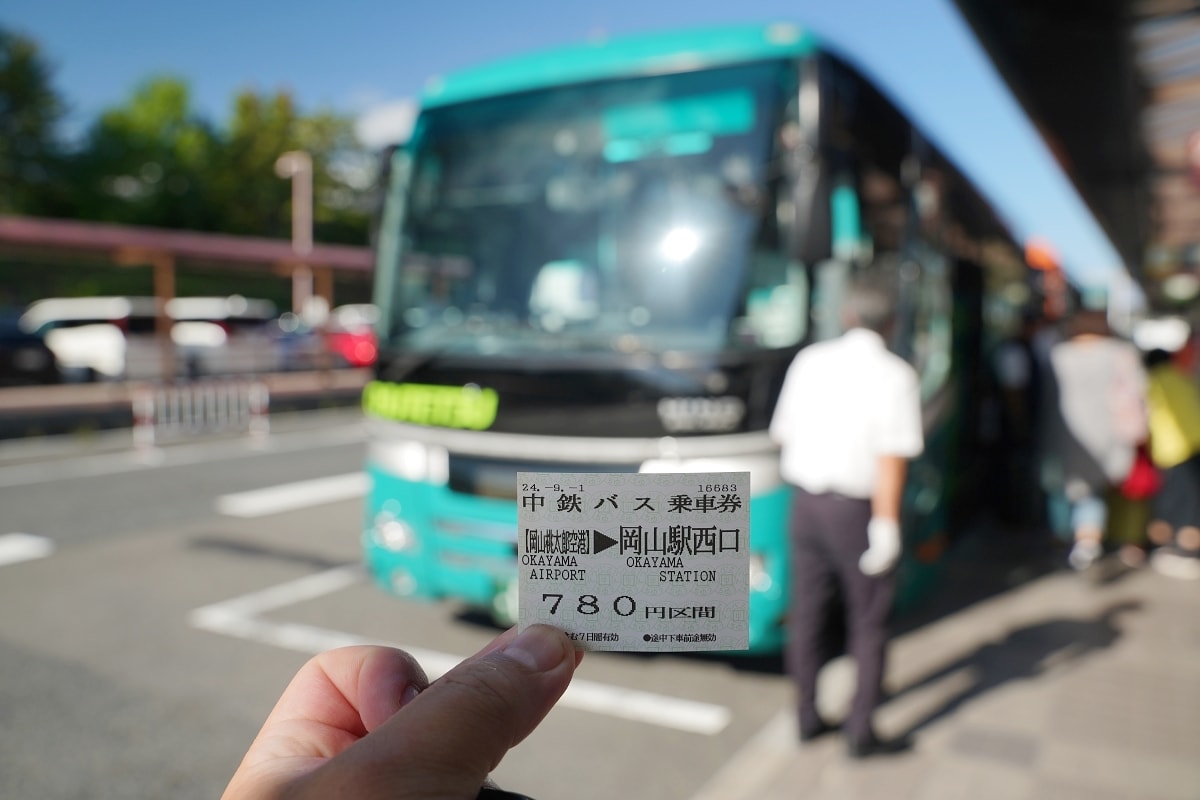 24.-9.-1 16683
中鉄バス乗車券
【岡山桃太郎空港】▶岡山駅西口
OKAYAMA AIRPORT OKAYAMA STATION
780円区間
む7日間有効 ●途中下車前途無効